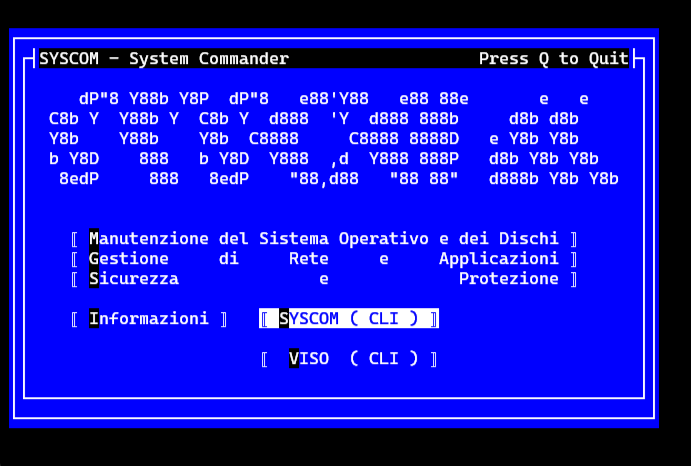 SYSCOM – System Commander Press Q to Quit
dP"8 Y88b Y8P dP"8 e88'Y88 e88 88e e e
C8b Y Y88b Y C8b Y d888 'Y d888 888b d8b d8b
Y8b Y88b Y8b C8888 C8888 8888D e Y8b Y8b
b Y8D 888 b Y8D Y888 ,d Y888 888P d8b Y8b Y8b
8edP 888 8edP "88,d88 "88 88" d888b Y8b Y8b
⟦ Manutenzione del Sistema Operativo e dei Dischi ⟧
⟦ Gestione di Rete e Applicazioni ⟧
⟦ Sicurezza e Protezione ⟧
⟦ Informazioni ⟧ ⟦ SYSCOM ( CLI ) ⟧
⟦ VISO ( CLI ) ⟧